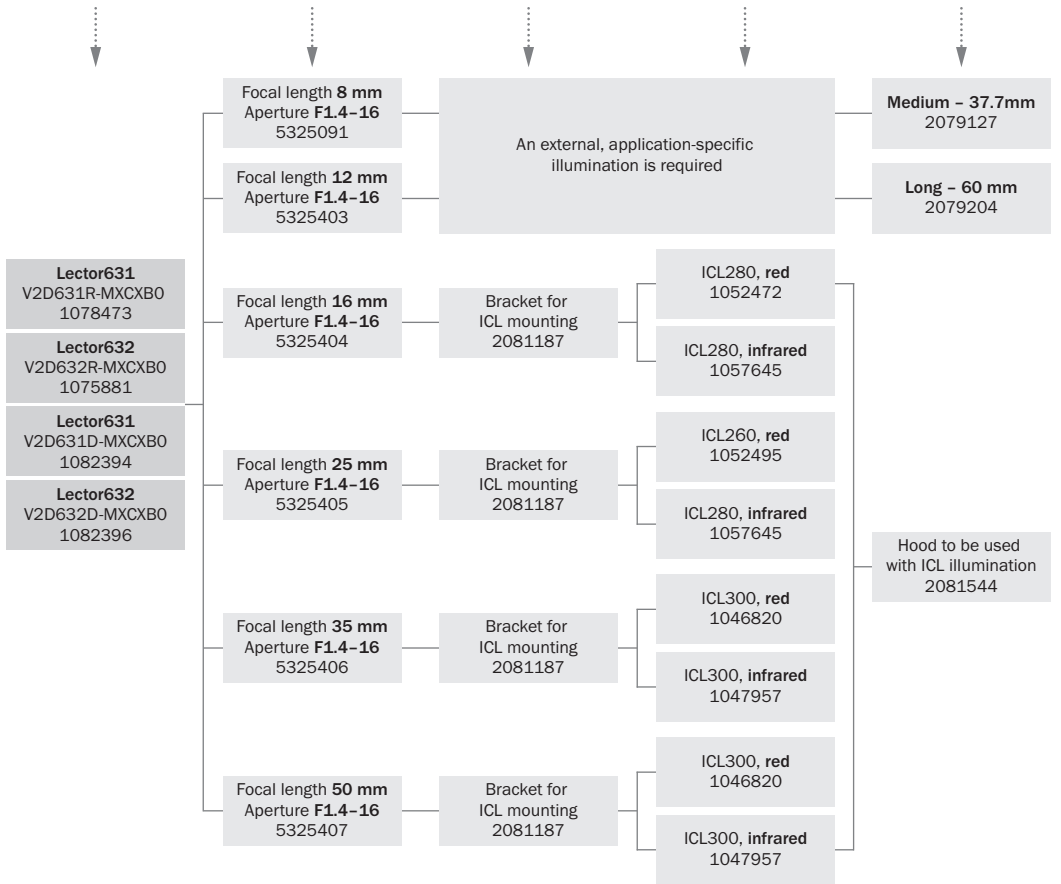 Focal length 8 mm
Aperture F1.4–16
5325091
An external, application-specific
illumination is required
Medium – 37.7mm
2079127
Focal length 12 mm
Aperture F1.4–16
5325403
Long – 60 mm
2079204
Lector631
V2D631R-MXCXB0
1078473
Lector632
V2D632R-MXCXB0
1075881
Lector631
V2D631D-MXCXB0
1082394
Lector632
V2D632D-MXCXB0
1082396
Focal length 16 mm
Aperture F1.4–16
5325404
Bracket for
ICL mounting
2081187
ICL280, red
1052472
ICL280, infrared
1057645
Focal length 25 mm
Aperture F1.4–16
5325405
Bracket for
ICL mounting
2081187
ICL260, red
1052495
ICL280, infrared
1057645
Hood to be used
with ICL illumination
2081544
Focal length 35 mm
Aperture F1.4–16
5325406
Bracket for
ICL mounting
2081187
ICL300, red
1046820
ICL300, infrared
1047957
Focal length 50 mm
Aperture F1.4–16
5325407
Bracket for
ICL mounting
2081187
ICL300, red
1046820
ICL300, infrared
1047957